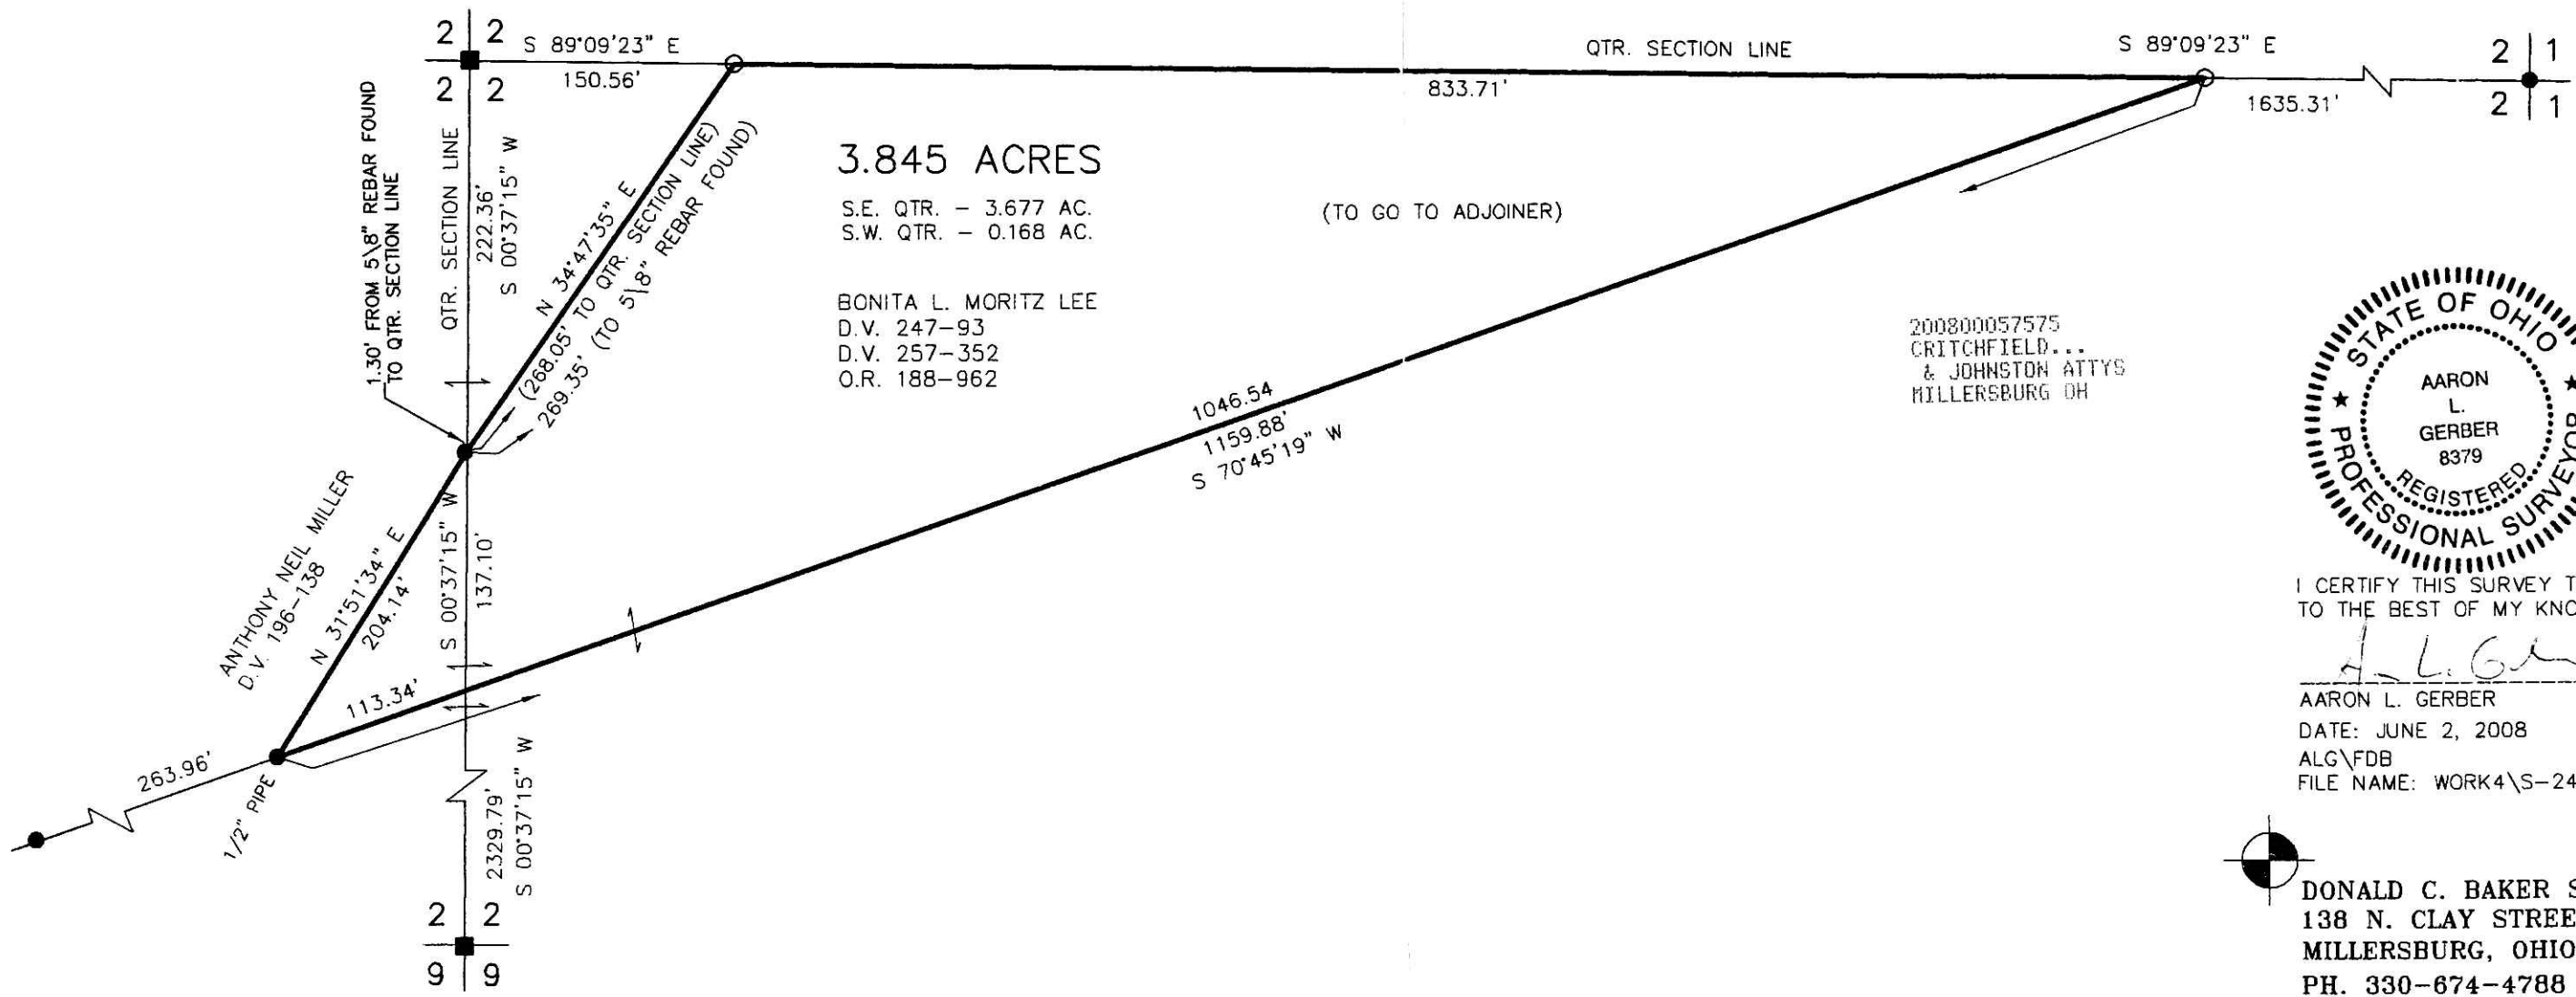 2 2
2 2
S 89°09'23" E
150.56'
QTR. SECTION LINE
833.71'
S 89°09'23" E
1635.31'
2 1
2 1
1.30' FROM 5\8" REBAR FOUND
TO QTR. SECTION LINE
QTR. SECTION LINE
222.36'
S 00°37'15" W
N 34°47'35" E
(268.05' TO QTR. SECTION LINE)
269.35' (TO 5\8" REBAR FOUND)
3.845 ACRES
S.E. QTR. - 3.677 AC.
S.W. QTR. - 0.168 AC.
BONITA L. MORITZ LEE
D.V. 247-93
D.V. 257-352
O.R. 188-962
(TO GO TO ADJOINER)
1046.54
1159.88'
S 70°45'19" W
200800057575
CRITCHFIELD...
& JOHNSTON ATTYS
MILLERSBURG OH
ANTHONY NEIL MILLER
D.V. 196-138
N 31°51'34" E
204.14'
S 00°37'15" W
137.10'
113.34'
263.96'
1/2" PIPE
2329.79'
S 00°37'15" W
2 2
9 9
STATE OF OHIO
AARON
L.
GERBER
8379
REGISTERED
PROFESSIONAL SURVEYOR
I CERTIFY THIS SURVEY T
TO THE BEST OF MY KNO
AARON L. GERBER
DATE: JUNE 2, 2008
ALG\FDB
FILE NAME: WORK4\S-24
DONALD C. BAKER S
138 N. CLAY STREE
MILLERSBURG, OHIO
PH. 330-674-4788